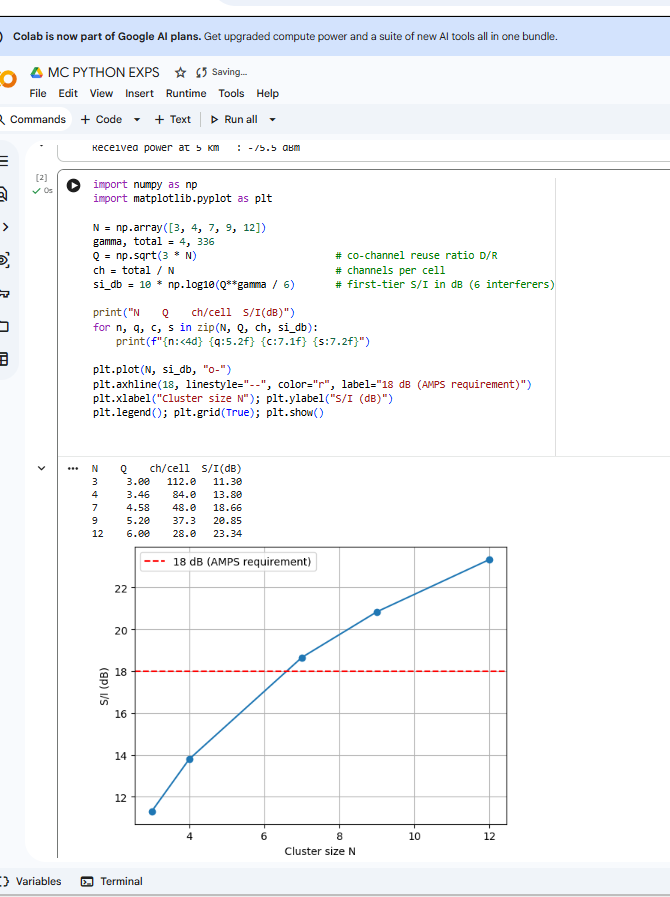 Colab is now part of Google AI plans. Get upgraded compute power and a suite of new AI tools all in one bundle.
MC PYTHON EXPS Saving...
File Edit View Insert Runtime Tools Help
Commands + Code + Text Run all
Received power at 5 km : -75.5 dBm
[2]
0s
import numpy as np
import matplotlib.pyplot as plt
N = np.array([3, 4, 7, 9, 12])
gamma, total = 4, 336
Q = np.sqrt(3 * N) # co-channel reuse ratio D/R
ch = total / N # channels per cell
si_db = 10 * np.log10(Q**gamma / 6) # first-tier S/I in dB (6 interferers)
print("N Q ch/cell S/I(dB)")
for n, q, c, s in zip(N, Q, ch, si_db):
print(f"{n:<4d} {q:5.2f} {c:7.1f} {s:7.2f}")
plt.plot(N, si_db, "o-")
plt.axhline(18, linestyle="--", color="r", label="18 dB (AMPS requirement)")
plt.xlabel("Cluster size N"); plt.ylabel("S/I (dB)")
plt.legend(); plt.grid(True); plt.show()
N Q ch/cell S/I(dB)
3 3.00 112.0 11.30
4 3.46 84.0 13.80
7 4.58 48.0 18.66
9 5.20 37.3 20.85
12 6.00 28.0 23.34
18 dB (AMPS requirement)
22
20
18
16
14
12
S/I (dB)
4 6 8 10 12
Cluster size N
Variables Terminal